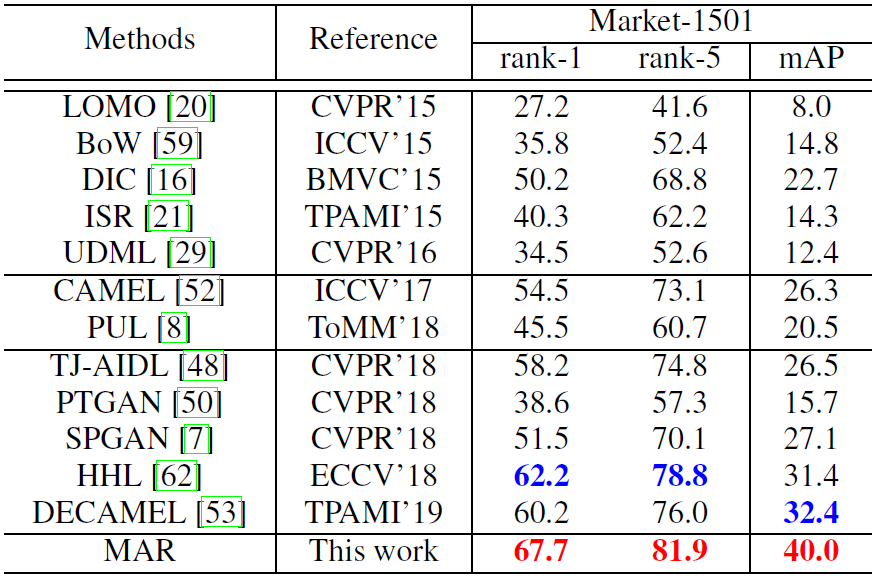 Methods Reference Market-1501
rank-1 rank-5 mAP
LOMO [20] CVPR'15 27.2 41.6 8.0
BoW [59] ICCV'15 35.8 52.4 14.8
DIC [16] BMVC'15 50.2 68.8 22.7
ISR [21] TPAMI'15 40.3 62.2 14.3
UDML [29] CVPR'16 34.5 52.6 12.4
CAMEL [52] ICCV'17 54.5 73.1 26.3
PUL [8] ToMM'18 45.5 60.7 20.5
TJ-AIDL [48] CVPR'18 58.2 74.8 26.5
PTGAN [50] CVPR'18 38.6 57.3 15.7
SPGAN [7] CVPR'18 51.5 70.1 27.1
HHL [62] ECCV'18 62.2 78.8 31.4
DECAMEL [53] TPAMI'19 60.2 76.0 32.4
MAR This work 67.7 81.9 40.0